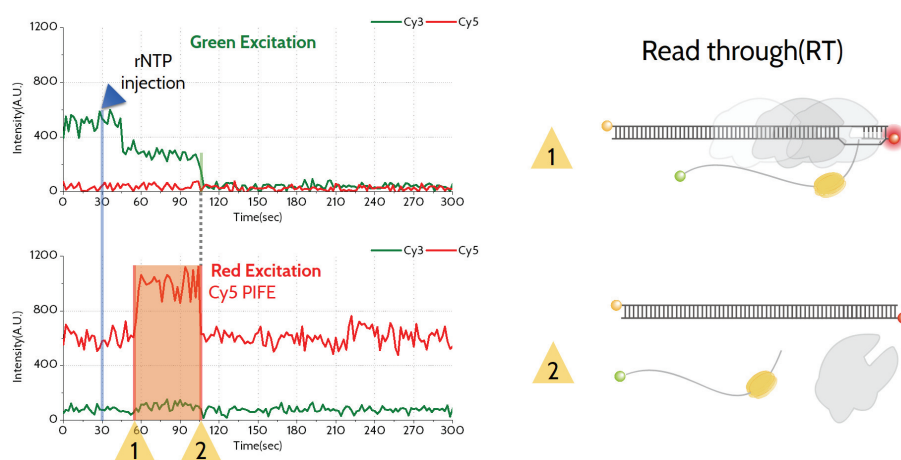 Cy3 Cy5
Green Excitation
rNTP
injection
Intensity(A.U.)
1200
800
400
0
0 30 60 90 120 150 180 210 240 270 300
Time(sec)
Cy3 Cy5
Red Excitation
Cy5 PIFE
Intensity(A.U.)
1200
800
400
0
0 30 60 90 120 150 180 210 240 270 300
Time(sec)
1 2
Read through(RT)
1
2